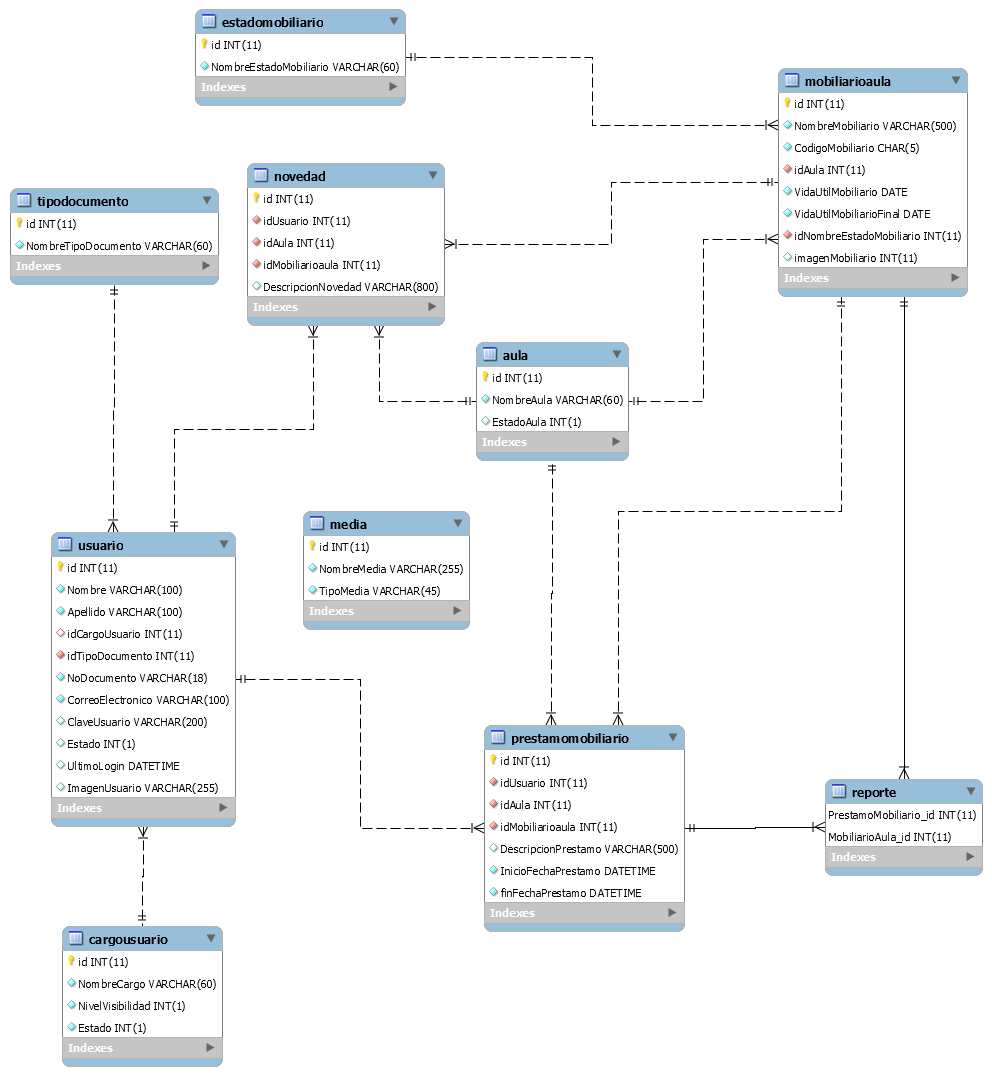 estadomobiliario
id INT(11)
NombreEstadoMobiliario VARCHAR(60)
Indexes
mobiliarioaula
id INT(11)
NombreMobiliario VARCHAR(500)
CodigoMobiliario CHAR(5)
idAula INT(11)
VidaUtilMobiliario DATE
VidaUtilMobiliarioFinal DATE
idNombreEstadoMobiliario INT(11)
imagenMobiliario INT(11)
Indexes
novedad
id INT(11)
idUsuario INT(11)
idAula INT(11)
idMobiliarioaula INT(11)
DescripcionNovedad VARCHAR(800)
Indexes
tipodocumento
id INT(11)
NombreTipoDocumento VARCHAR(60)
Indexes
aula
id INT(11)
NombreAula VARCHAR(60)
EstadoAula INT(1)
Indexes
media
id INT(11)
NombreMedia VARCHAR(255)
TipoMedia VARCHAR(45)
Indexes
usuario
id INT(11)
Nombre VARCHAR(100)
Apellido VARCHAR(100)
idCargoUsuario INT(11)
idTipoDocumento INT(11)
NoDocumento VARCHAR(18)
CorreoElectronico VARCHAR(100)
ClaveUsuario VARCHAR(200)
Estado INT(1)
UltimoLogin DATETIME
ImagenUsuario VARCHAR(255)
Indexes
prestamomobiliario
id INT(11)
idUsuario INT(11)
idAula INT(11)
idMobiliarioaula INT(11)
DescripcionPrestamo VARCHAR(500)
InicioFechaPrestamo DATETIME
finFechaPrestamo DATETIME
Indexes
reporte
PrestamoMobiliario_id INT(11)
MobiliarioAula_id INT(11)
Indexes
cargousuario
id INT(11)
NombreCargo VARCHAR(60)
NivelVisibilidad INT(1)
Estado INT(1)
Indexes